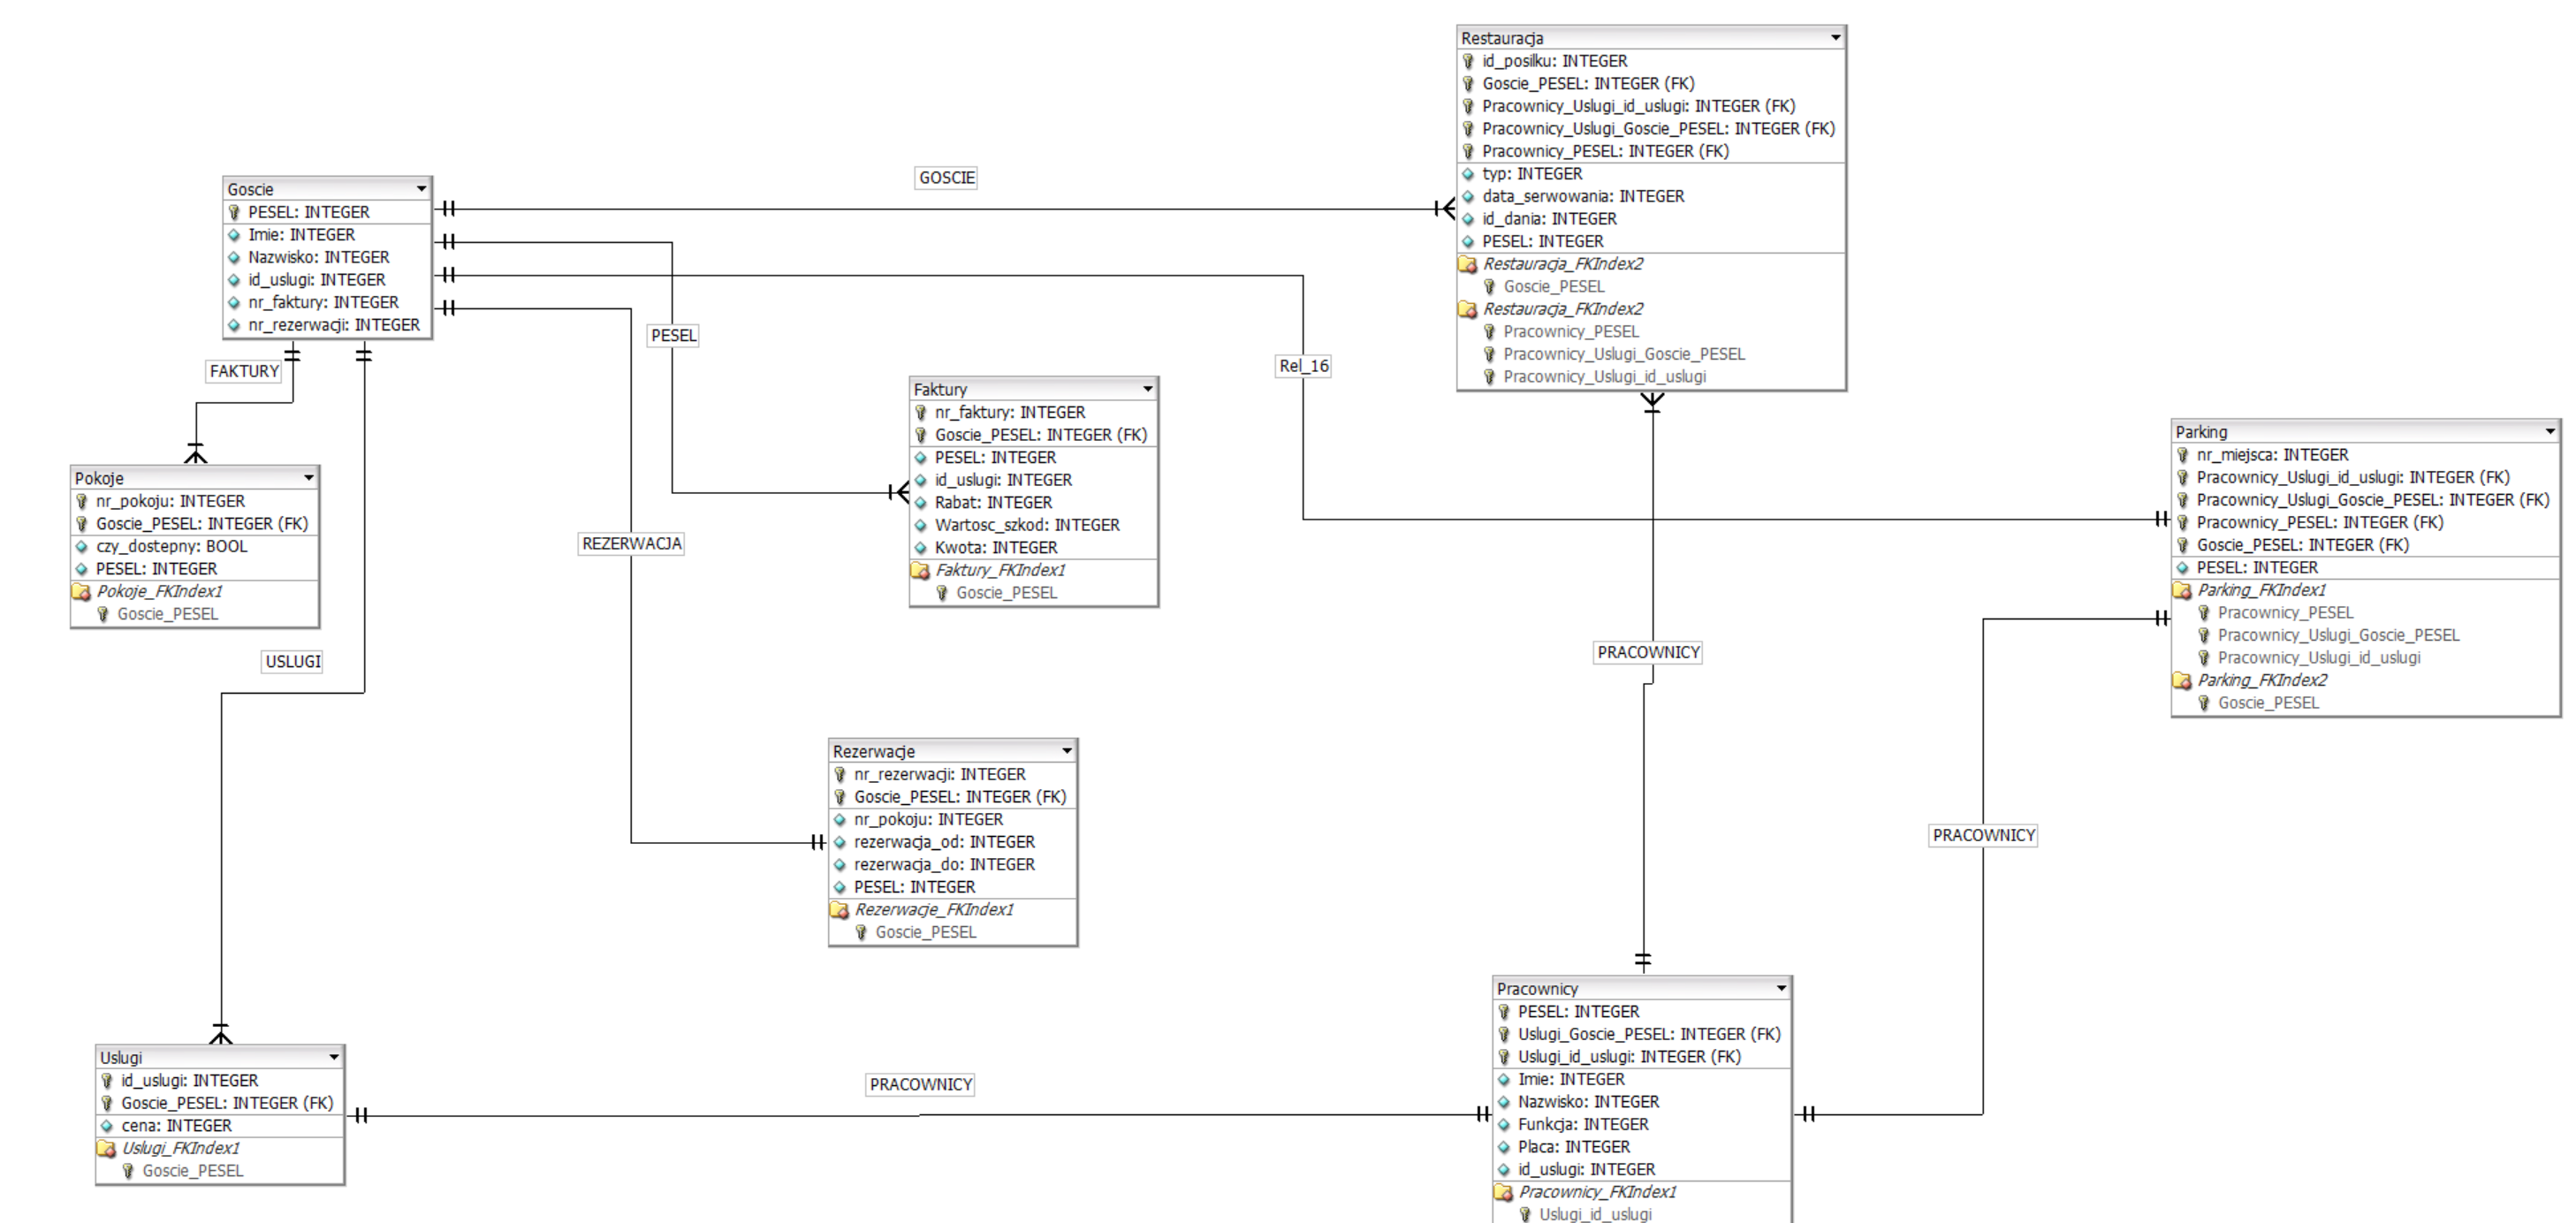 Restauracja
id_posilku: INTEGER
Goscie_PESEL: INTEGER (FK)
Pracownicy_Uslugi_id_uslugi: INTEGER (FK)
Pracownicy_Uslugi_Goscie_PESEL: INTEGER (FK)
Pracownicy_PESEL: INTEGER (FK)
typ: INTEGER
data_serwowania: INTEGER
id_dania: INTEGER
PESEL: INTEGER
Restauracja_FKIndex2
Goscie_PESEL
Restauracja_FKIndex2
Pracownicy_PESEL
Pracownicy_Uslugi_Goscie_PESEL
Pracownicy_Uslugi_id_uslugi
GOSCIE
Goscie
PESEL: INTEGER
Imie: INTEGER
Nazwisko: INTEGER
id_uslugi: INTEGER
nr_faktury: INTEGER
nr_rezerwacji: INTEGER
FAKTURY
PESEL
Rel_16
Faktury
nr_faktury: INTEGER
Goscie_PESEL: INTEGER (FK)
PESEL: INTEGER
id_uslugi: INTEGER
Rabat: INTEGER
Wartosc_szkod: INTEGER
Kwota: INTEGER
Faktury_FKIndex1
Goscie_PESEL
Parking
nr_miejsca: INTEGER
Pracownicy_Uslugi_id_uslugi: INTEGER (FK)
Pracownicy_Uslugi_Goscie_PESEL: INTEGER (FK)
Pracownicy_PESEL: INTEGER (FK)
Goscie_PESEL: INTEGER (FK)
PESEL: INTEGER
Parking_FKIndex1
Pracownicy_PESEL
Pracownicy_Uslugi_Goscie_PESEL
Pracownicy_Uslugi_id_uslugi
Parking_FKIndex2
Goscie_PESEL
Pokoje
nr_pokoju: INTEGER
Goscie_PESEL: INTEGER (FK)
czy_dostepny: BOOL
PESEL: INTEGER
Pokoje_FKIndex1
Goscie_PESEL
REZERWACJA
USLUGI
PRACOWNICY
Rezerwacje
nr_rezerwacji: INTEGER
Goscie_PESEL: INTEGER (FK)
nr_pokoju: INTEGER
rezerwacja_od: INTEGER
rezerwacja_do: INTEGER
PESEL: INTEGER
Rezerwacje_FKIndex1
Goscie_PESEL
PRACOWNICY
Uslugi
id_uslugi: INTEGER
Goscie_PESEL: INTEGER (FK)
cena: INTEGER
Uslugi_FKIndex1
Goscie_PESEL
PRACOWNICY
Pracownicy
PESEL: INTEGER
Uslugi_Goscie_PESEL: INTEGER (FK)
Uslugi_id_uslugi: INTEGER (FK)
Imie: INTEGER
Nazwisko: INTEGER
Funkcja: INTEGER
Placa: INTEGER
id_uslugi: INTEGER
Pracownicy_FKIndex1
Uslugi_id_uslugi